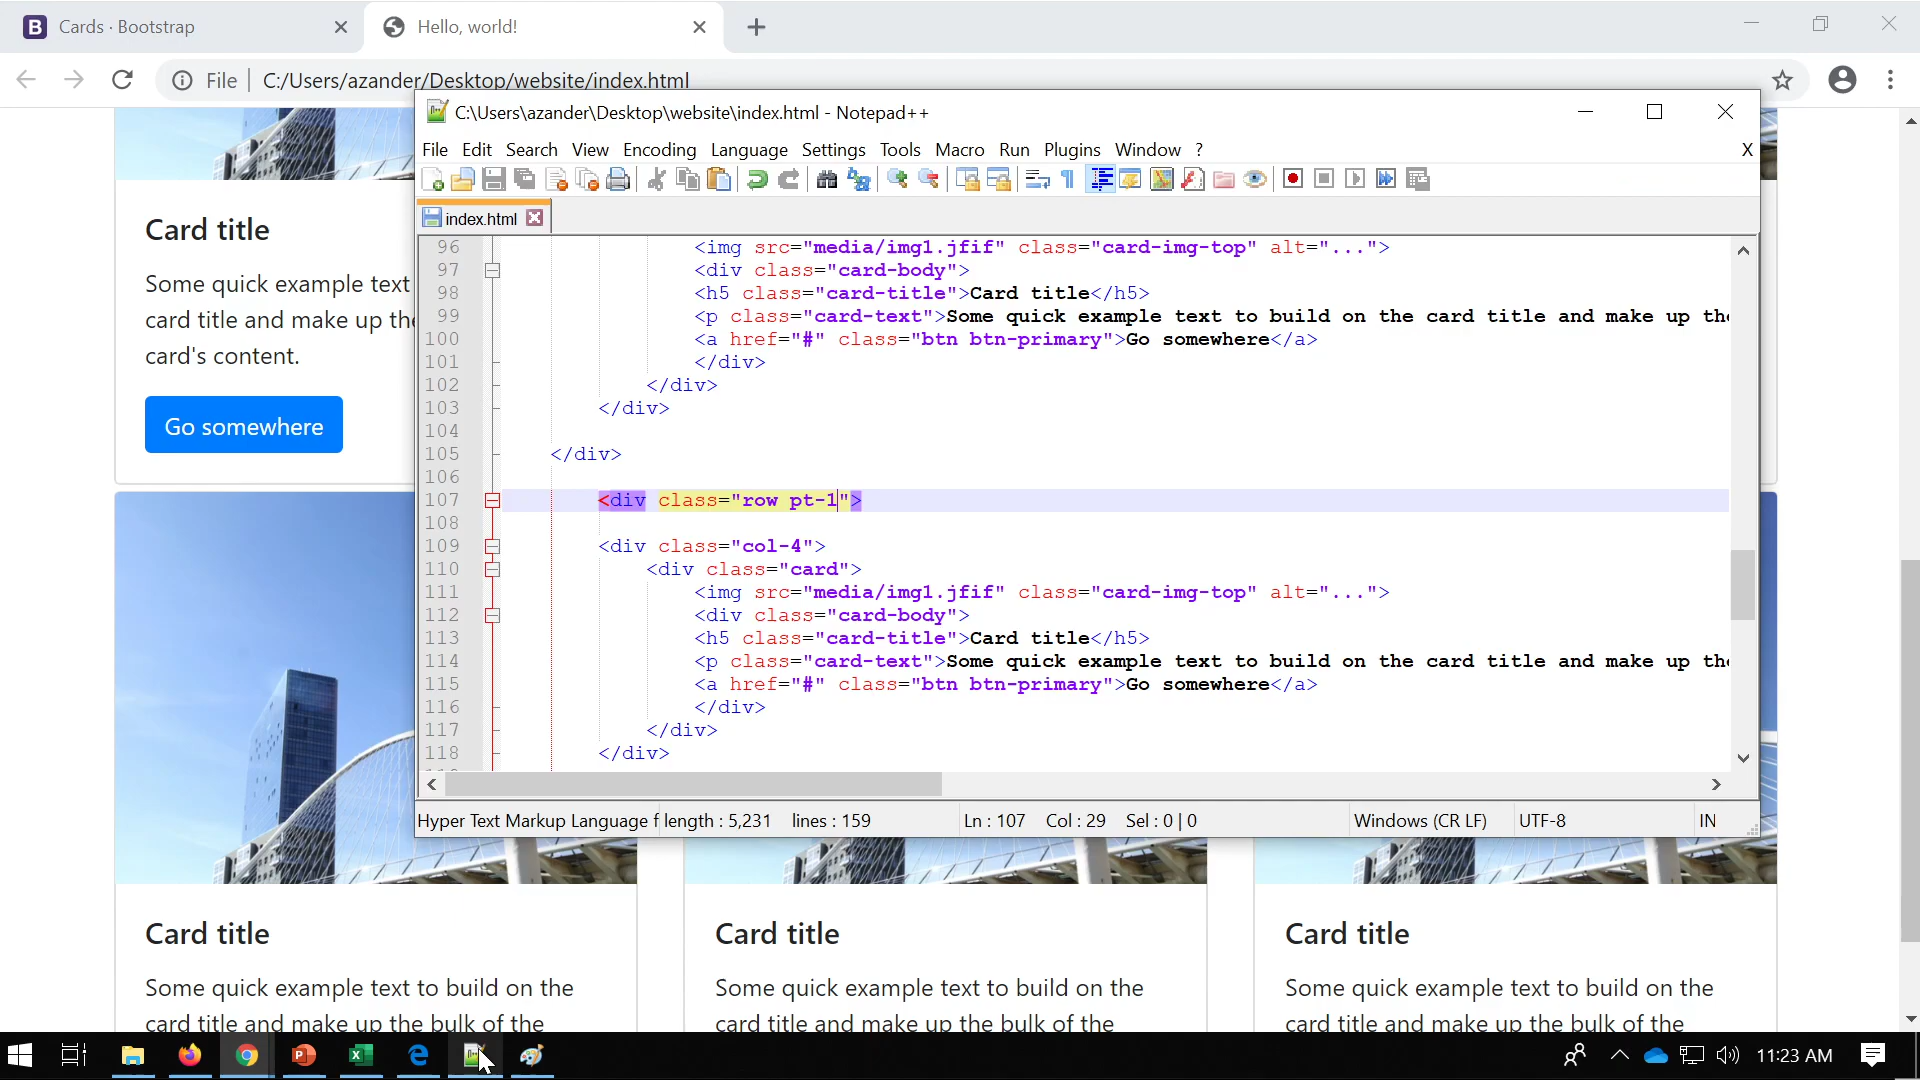 Cards · Bootstrap
Hello, world!
File
C:/Users/azander/Desktop/website/index.html
C:\Users\azander\Desktop\website\index.html - Notepad++
File Edit Search View Encoding Language Settings Tools Macro Run Plugins Window ? X
index.html
96 <img src="media/img1.jfif" class="card-img-top" alt="...">
97 <div class="card-body">
98 <h5 class="card-title">Card title</h5>
99 <p class="card-text">Some quick example text to build on the card title and make up the
100 <a href="#" class="btn btn-primary">Go somewhere</a>
101 </div>
102 </div>
103 </div>
104
105 </div>
106
107 <div class="row pt-1">
108
109 <div class="col-4">
110 <div class="card">
111 <img src="media/img1.jfif" class="card-img-top" alt="...">
112 <div class="card-body">
113 <h5 class="card-title">Card title</h5>
114 <p class="card-text">Some quick example text to build on the card title and make up the
115 <a href="#" class="btn btn-primary">Go somewhere</a>
116 </div>
117 </div>
118 </div>
Hyper Text Markup Language f length : 5,231 lines : 159 Ln : 107 Col : 29 Sel : 0 | 0 Windows (CR LF) UTF-8 IN
Card title
Some quick example text
card title and make up the
card's content.
Go somewhere
Card title
Some quick example text to build on the
card title and make up the bulk of the
Card title
Some quick example text to build on the
card title and make up the bulk of the
Card title
Some quick example text to build on the
card title and make up the bulk of the
11:23 AM